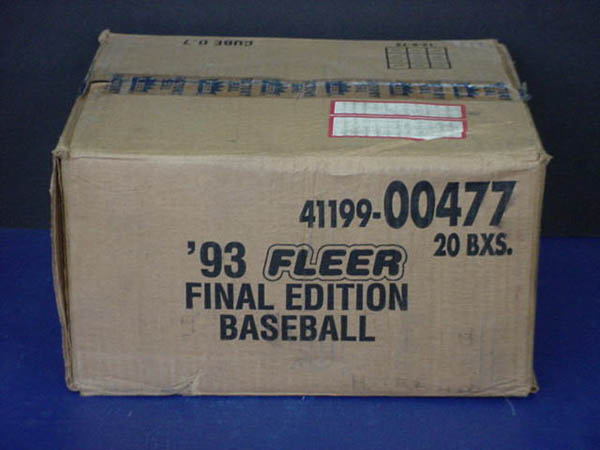 CUBE 0.7
41199-00477
20 BXS.
'93 FLEER
FINAL EDITION
BASEBALL